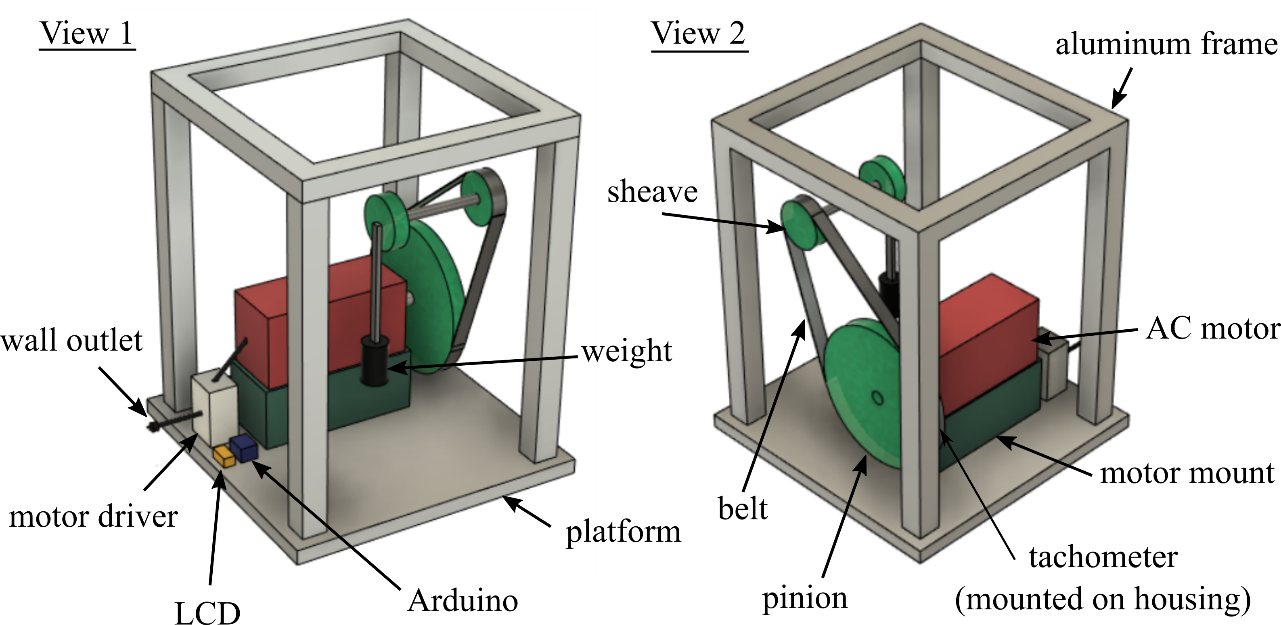 View 1
View 2
aluminum frame
sheave
wall outlet
weight
AC motor
motor driver
platform
belt
motor mount
LCD
Arduino
pinion
tachometer
(mounted on housing)